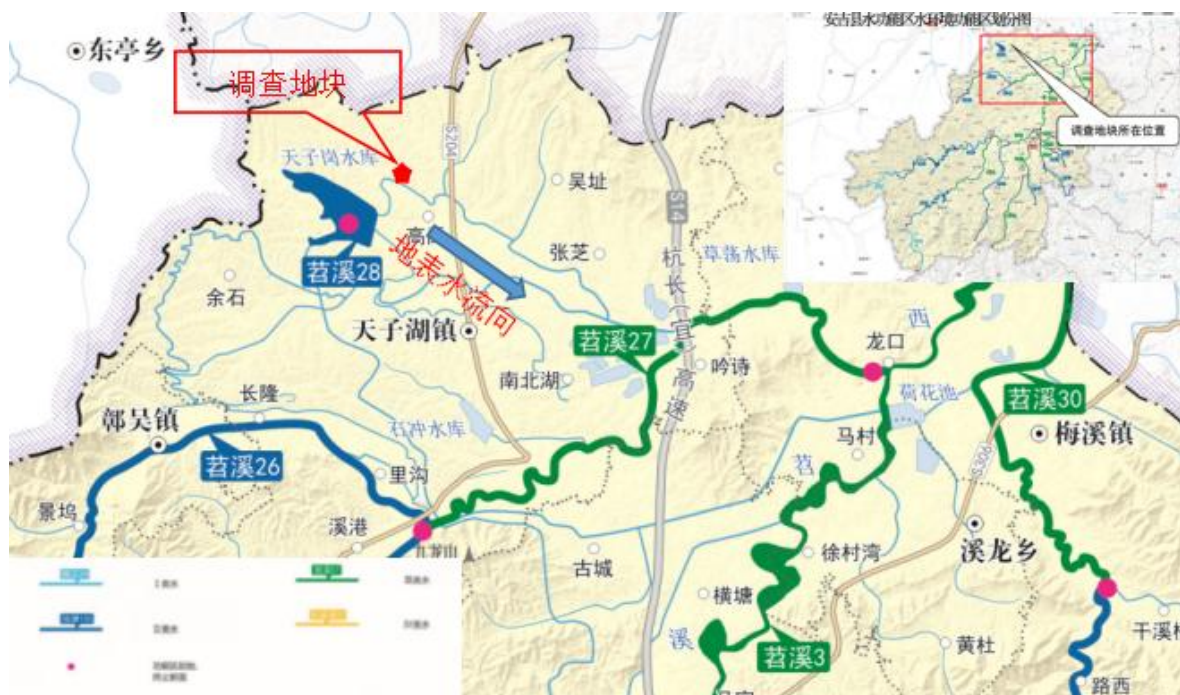 安吉县水功能区水环境功能区划分图
东亭乡
调查地块
S204
调查地块所在位置
天子岗水库
吴址
S14
高
张芝
草荡水库
苕溪28
地表水流向
杭长(宜)高速
余石
天子湖镇
苕溪27
西
龙口
吟诗
南北湖
荷花池
苕溪30
长隆
鄣吴镇
石冲水库
马村
梅溪镇
苕溪26
里沟
苕
S306
景坞
溪港
九龙山
古城
徐村湾
溪龙乡
横塘
溪
苕溪3
黄杜
干溪
路西